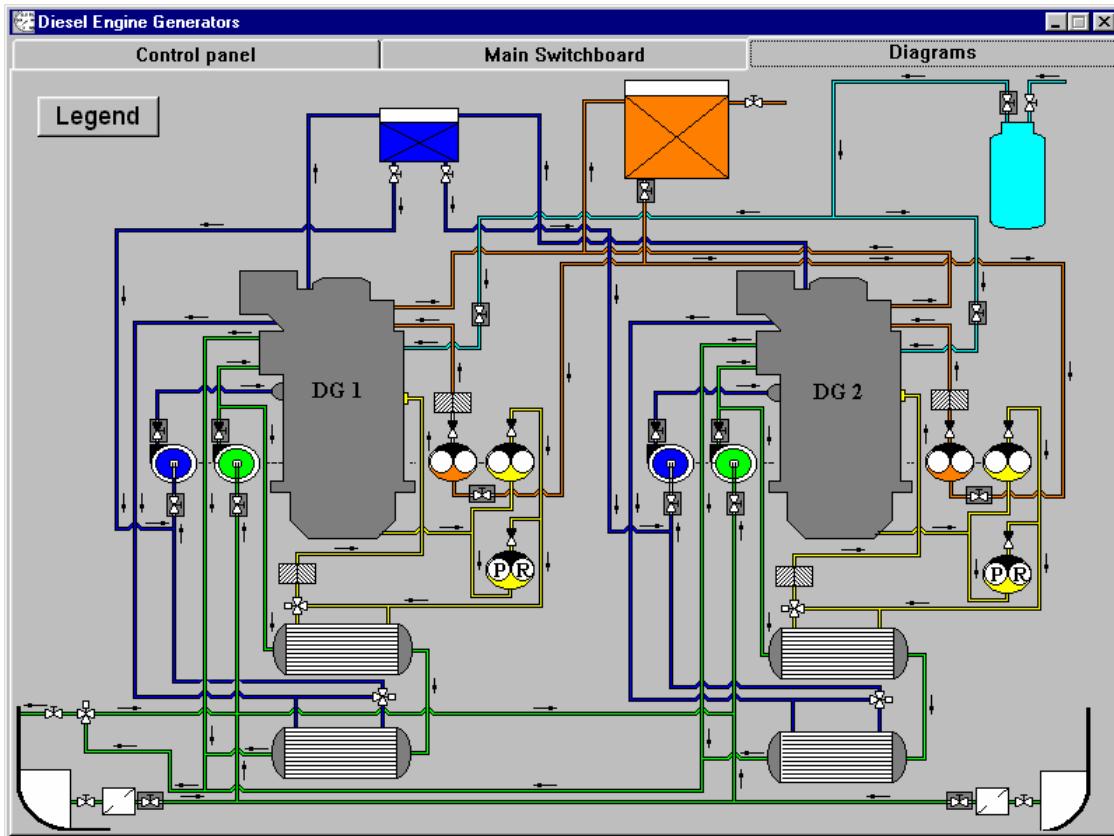 Diesel Engine Generators
Control panel
Main Switchboard
Diagrams
Legend
DG 1
DG 2
P R
P R